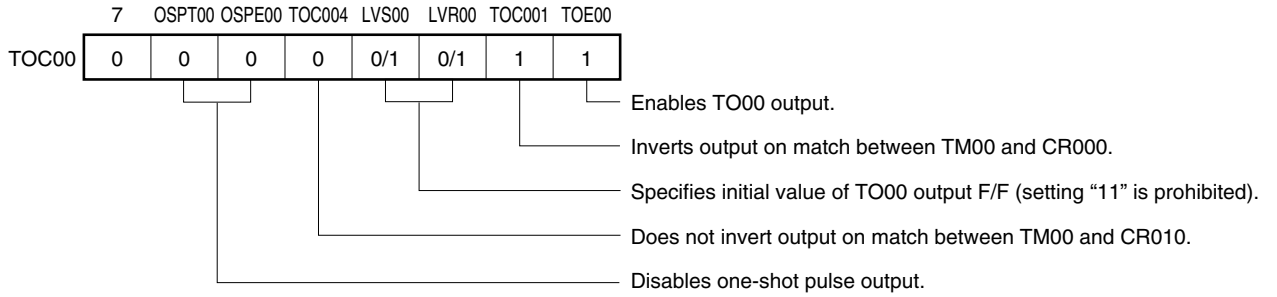 7 OSPT00 OSPE00 TOC004 LVS00 LVR00 TOC001 TOE00
TOC00 0 0 0 0 0/1 0/1 1 1
Enables TO00 output.
Inverts output on match between TM00 and CR000.
Specifies initial value of TO00 output F/F (setting “11” is prohibited).
Does not invert output on match between TM00 and CR010.
Disables one-shot pulse output.